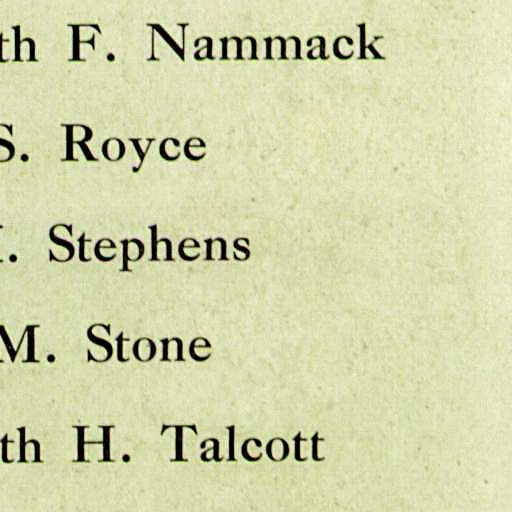 th F. Nammack
S. Royce
. Stephens
M. Stone
th H. Talcott